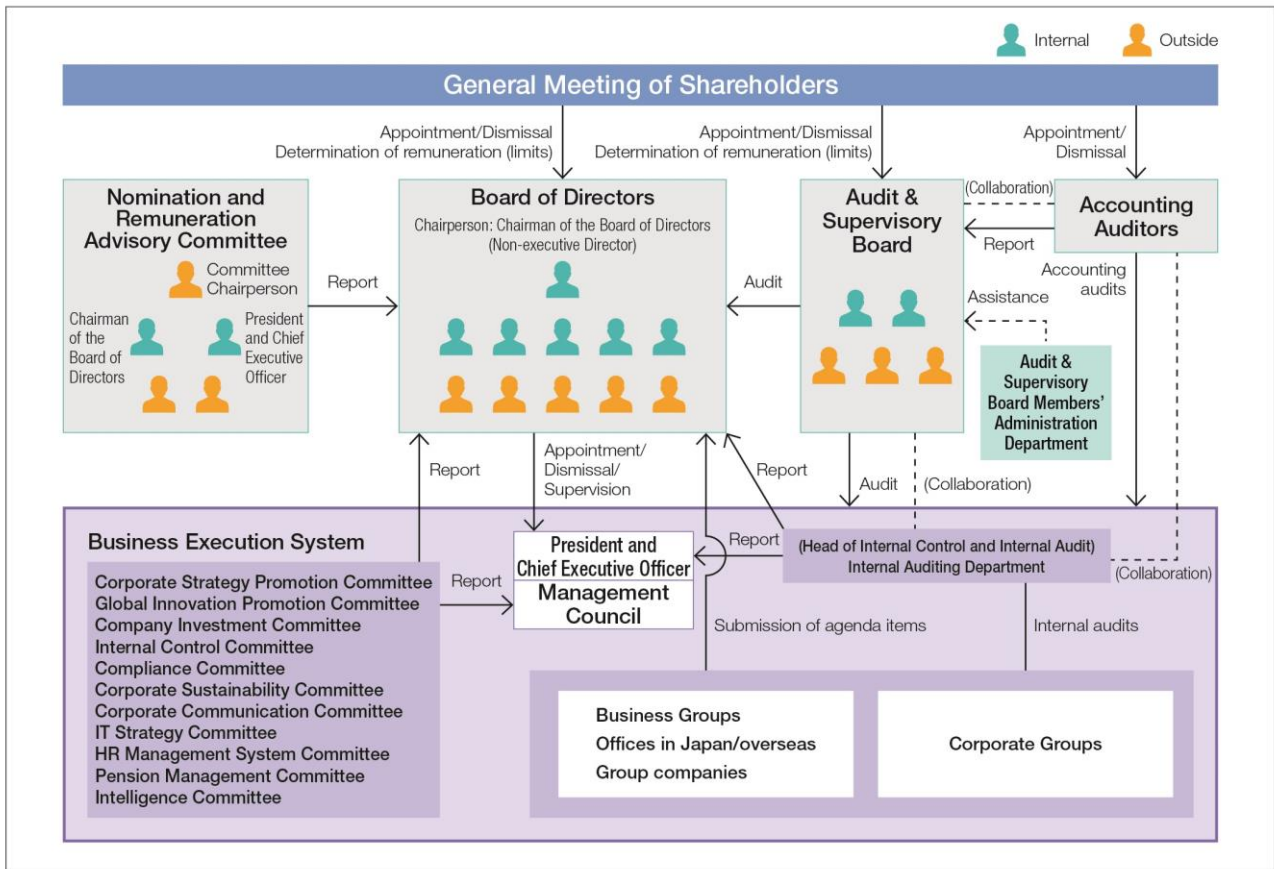 Internal
Outside
General Meeting of Shareholders
Appointment/Dismissal
Determination of remuneration (limits)
Appointment/Dismissal
Determination of remuneration (limits)
Appointment/
Dismissal
Nomination and
Remuneration
Advisory Committee
Committee
Chairperson
Chairman
of the
Board of
Directors
President
and Chief
Executive
Officer
Report
Board of Directors
Chairperson: Chairman of the Board of Directors
(Non-executive Director)
Audit
Audit &
Supervisory
Board
(Collaboration)
Report
Accounting
Auditors
Accounting
audits
Assistance
Audit &
Supervisory
Board Members'
Administration
Department
Report
Appointment/
Dismissal/
Supervision
Report
Audit
(Collaboration)
Business Execution System
Corporate Strategy Promotion Committee
Global Innovation Promotion Committee
Company Investment Committee
Internal Control Committee
Compliance Committee
Corporate Sustainability Committee
Corporate Communication Committee
IT Strategy Committee
HR Management System Committee
Pension Management Committee
Intelligence Committee
Report
President and
Chief Executive Officer
Management
Council
Report
(Head of Internal Control and Internal Audit)
Internal Auditing Department
(Collaboration)
Submission of agenda items
Internal audits
Business Groups
Offices in Japan/overseas
Group companies
Corporate Groups